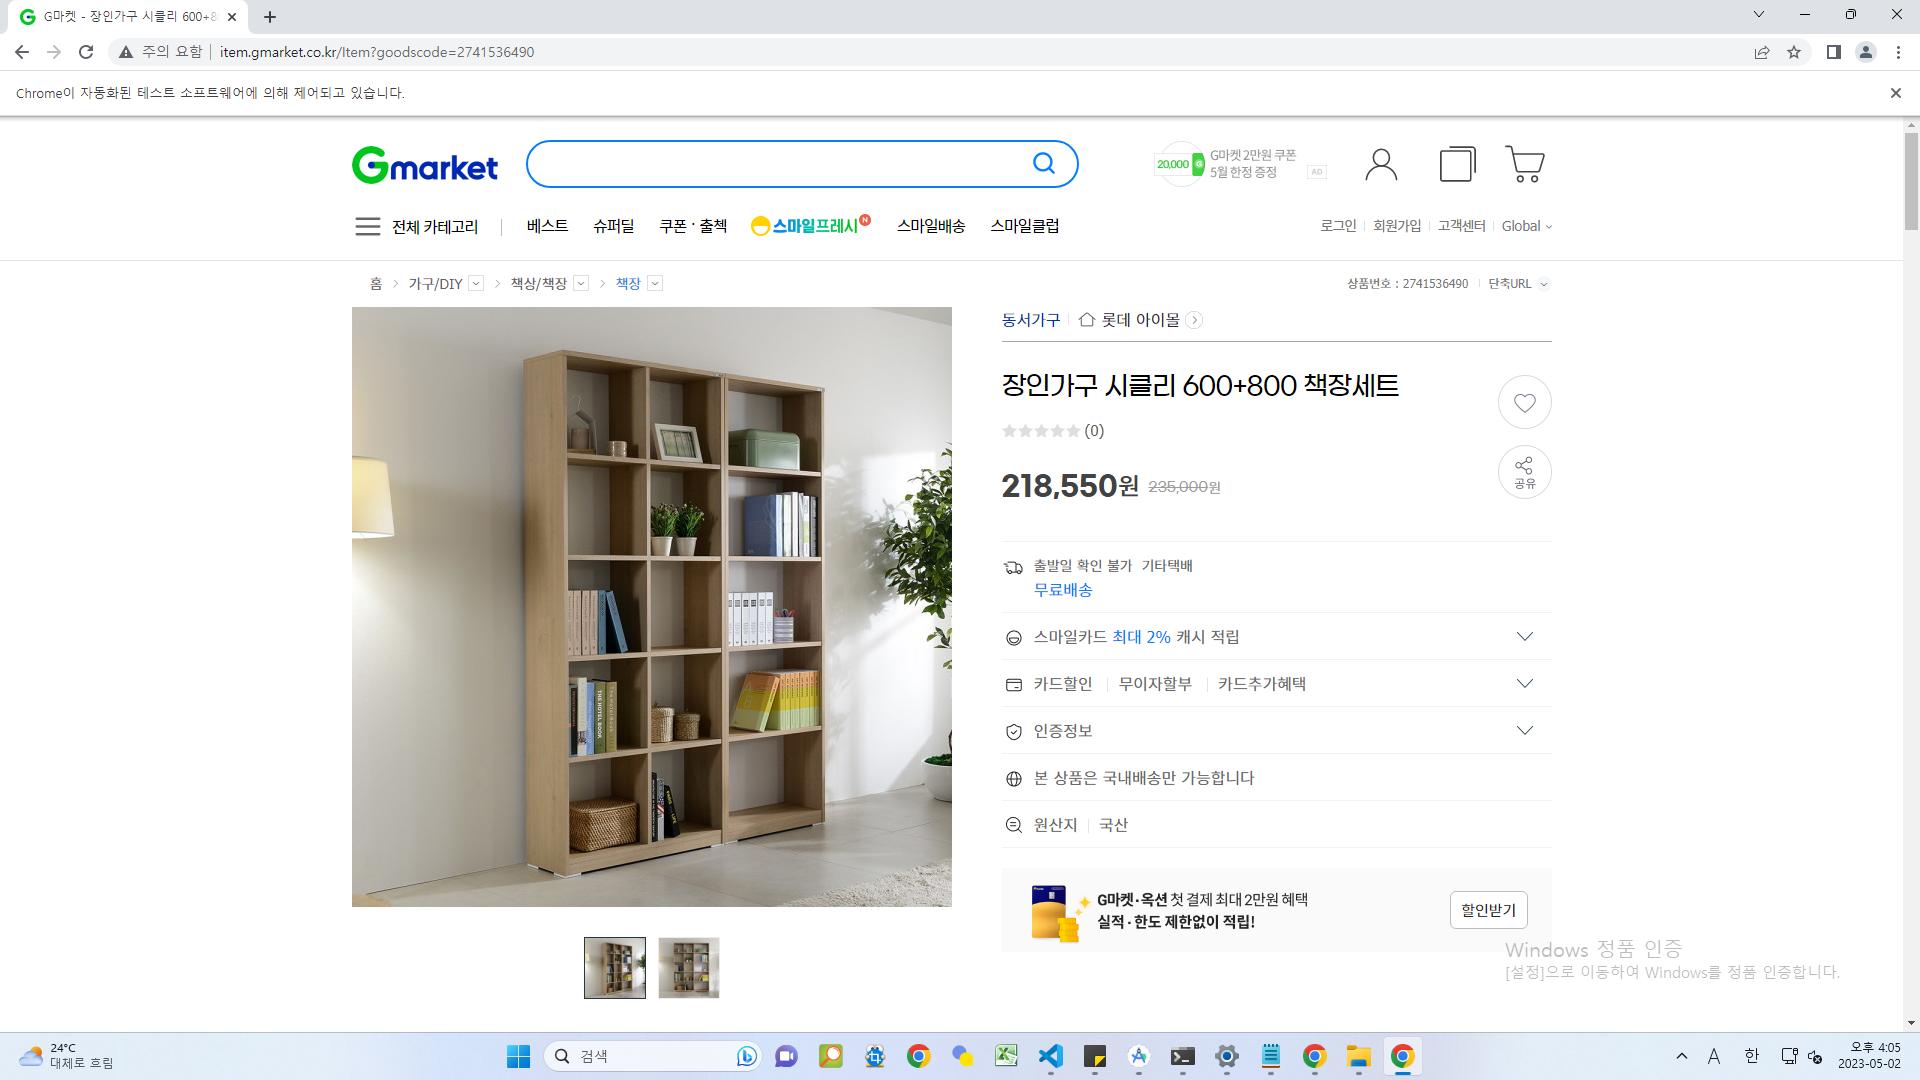 G마켓 - 장인가구 시클리 600+8
주의 요함
item.gmarket.co.kr/Item?goodscode=2741536490
Chrome이 자동화된 테스트 소프트웨어에 의해 제어되고 있습니다.
Gmarket
20,000
G마켓 2만원 쿠폰
5월 한정 증정
AD
전체 카테고리
베스트
슈퍼딜
쿠폰·출첵
스마일프레시
N
스마일배송
스마일클럽
로그인
회원가입
고객센터
Global
홈
가구/DIY
책상/책장
책장
상품번호 : 2741536490
단축URL
동서가구
롯데 아이몰
장인가구 시클리 600+800 책장세트
(0)
218,550원 235,000원
공유
출발일 확인 불가 기타택배
무료배송
스마일카드 최대 2% 캐시 적립
카드할인
무이자할부
카드추가혜택
인증정보
본 상품은 국내배송만 가능합니다
원산지
국산
G마켓·옥션 첫 결제 최대 2만원 혜택
실적·한도 제한없이 적립!
할인받기
Windows 정품 인증
[설정]으로 이동하여 Windows를 정품 인증합니다.
24°C
대체로 흐림
검색
A
한
오후 4:05
2023-05-02